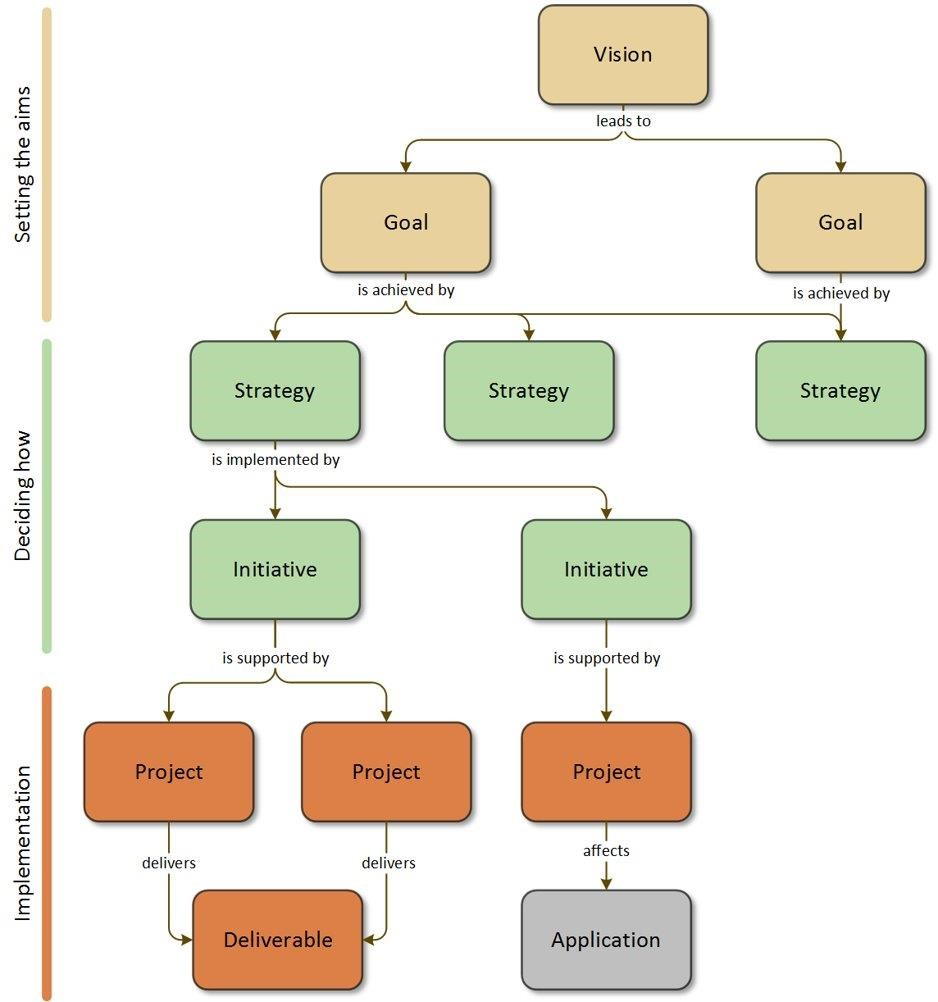 Setting the aims
Vision
leads to
Goal
Goal
is achieved by
is achieved by
Deciding how
Strategy
Strategy
Strategy
is implemented by
Initiative
Initiative
is supported by
is supported by
Implementation
Project
Project
Project
delivers
delivers
affects
Deliverable
Application